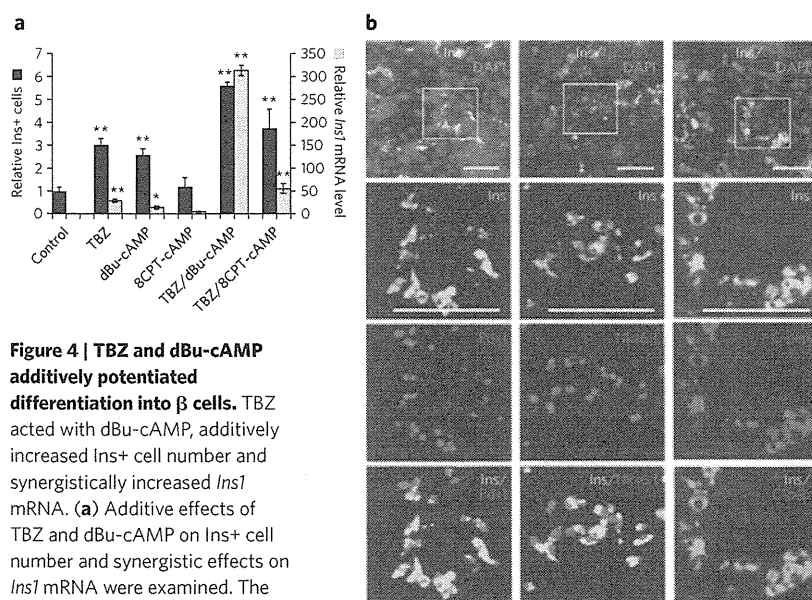 a
7
6
5
4
3
2
1
0
Relative Ins+ cells
350
300
250
200
150
100
50
0
Relative Ins1 mRNA level
**
**
**
*
**
**
**
**
Control
TBZ
dBu-cAMP
8CPT-cAMP
TBZ/dBu-cAMP
TBZ/8CPT-cAMP
Figure 4 | TBZ and dBu-cAMP
additively potentiated
differentiation into β cells. TBZ
acted with dBu-cAMP, additively
increased Ins+ cell number and
synergistically increased Ins1
mRNA. (a) Additive effects of
TBZ and dBu-cAMP on Ins+ cell
number and synergistic effects on
Ins1 mRNA were examined. The
b
Ins/
DAPI
Ins/
DAPI
Ins/
DAPI
Ins
Ins
Ins
Ins/
Ins/
Ins/